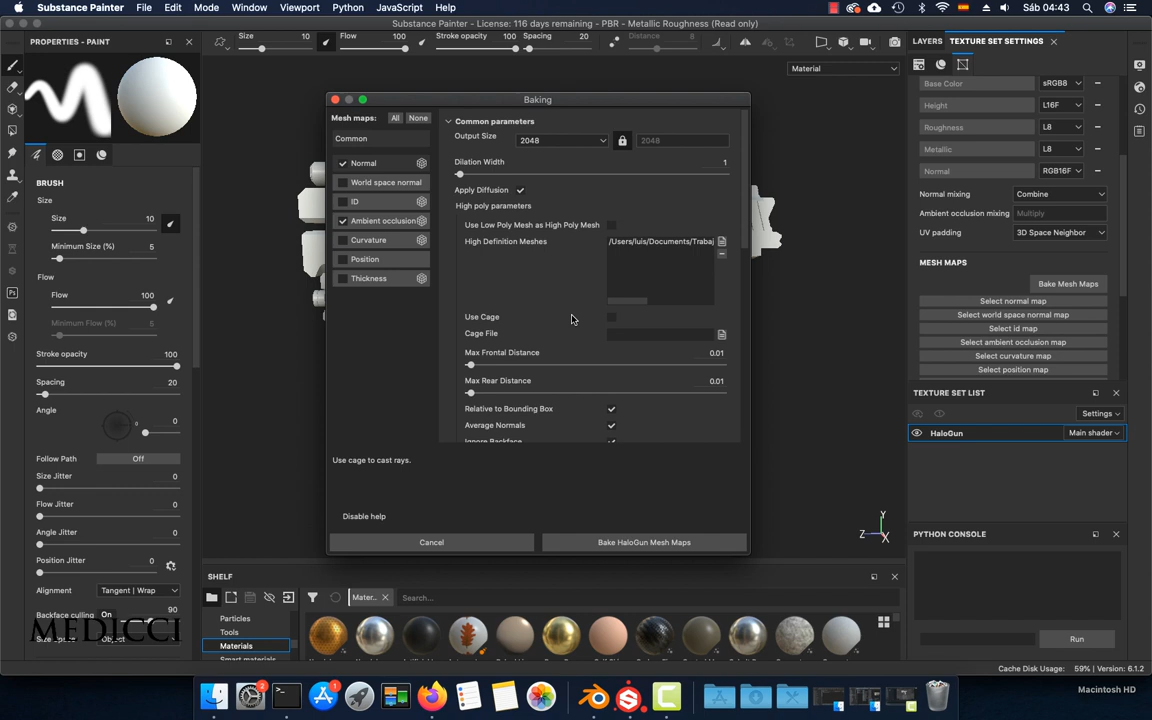 Substance Painter File Edit Mode Window Viewport Python JavaScript Help Sáb 04:43
Substance Painter - License: 116 days remaining - PBR - Metallic Roughness (Read only)
PROPERTIES - PAINT
Size 10 Flow 100 Stroke opacity 100 Spacing 20 Distance 8
Material
LAYERS TEXTURE SET SETTINGS
BRUSH
Size
Size 10
Minimum Size (%) 5
Flow
Flow 100
Minimum Flow (%) 5
Stroke opacity 100
Spacing 20
Angle
0
Follow Path Off
Size Jitter 0
Flow Jitter 0
Angle Jitter 0
Position Jitter 0
Alignment Tangent | Wrap
Backface culling On 90
Size space Object
MEDICCI
Baking
Mesh maps: All None
Common
Normal
World space normal
ID
Ambient occlusion
Curvature
Position
Thickness
Common parameters
Output Size 2048 2048
Dilation Width 1
Apply Diffusion
High poly parameters
Use Low Poly Mesh as High Poly Mesh
High Definition Meshes /Users/luis/Documents/Trabaj
Use Cage
Cage File
Max Frontal Distance 0.01
Max Rear Distance 0.01
Relative to Bounding Box
Average Normals
Ignore Backface
Use cage to cast rays.
Disable help
Cancel Bake HaloGun Mesh Maps
Base Color sRGB8
Height L16F
Roughness L8
Metallic L8
Normal RGB16F
Normal mixing Combine
Ambient occlusion mixing Multiply
UV padding 3D Space Neighbor
MESH MAPS
Bake Mesh Maps
Select normal map
Select world space normal map
Select id map
Select ambient occlusion map
Select curvature map
Select position map
TEXTURE SET LIST
Settings
HaloGun Main shader
PYTHON CONSOLE
Run
Y
Z X
SHELF
Mater... Search...
Particles
Tools
Materials
Smart materials
Cache Disk Usage: 59% | Version: 6.1.2
2 1
Macintosh HD